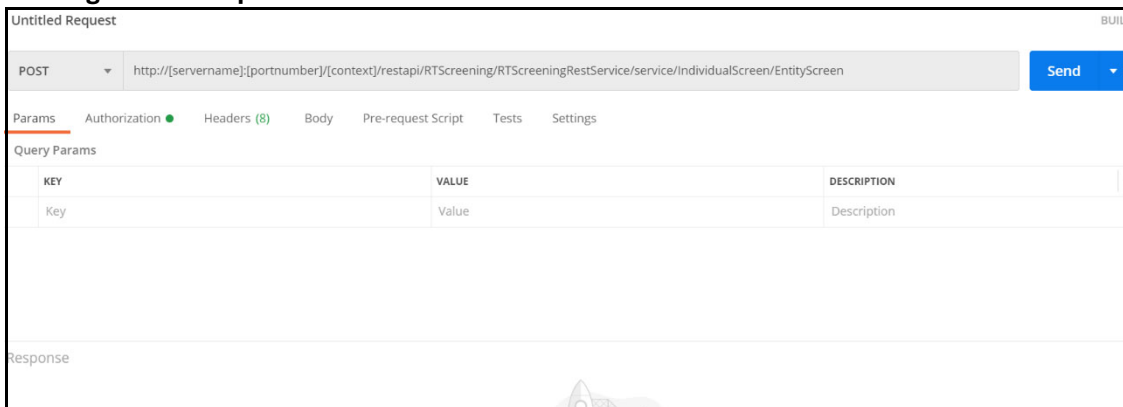 Untitled Request
POST http://[servername]:[portnumber]/[context]/restapi/RTScreening/RTScreeningRestService/service/IndividualScreen/EntityScreen Send
Params Authorization Headers (8) Body Pre-request Script Tests Settings
Query Params
KEY VALUE DESCRIPTION
Key Value Description
Response